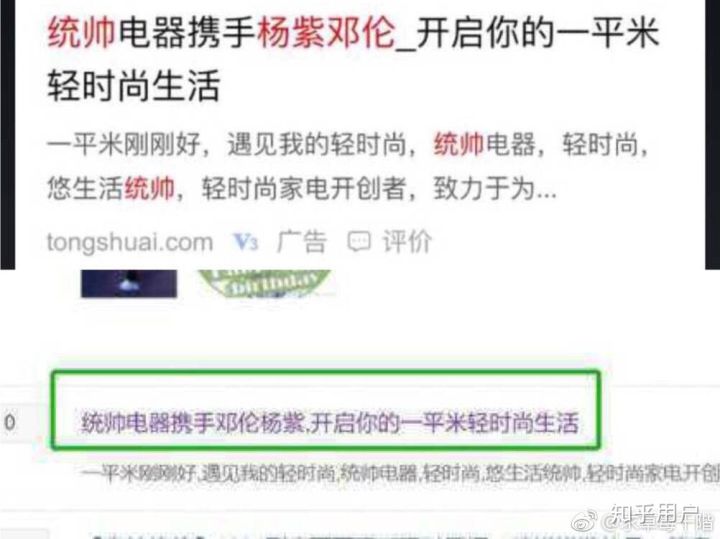 统帅电器携手杨紫邓伦_开启你的一平米
轻时尚生活
一平米刚刚好，遇见我的轻时尚，统帅电器，轻时尚，
悠生活统帅，轻时尚家电开创者，致力于为...
tongshuai.com V3 广告 评价
birthday
0 统帅电器携手邓伦杨紫,开启你的一平米轻时尚生活
一平米刚刚好,遇见我的轻时尚,统帅电器,轻时尚,悠生活统帅,轻时尚家电开创
知乎用户